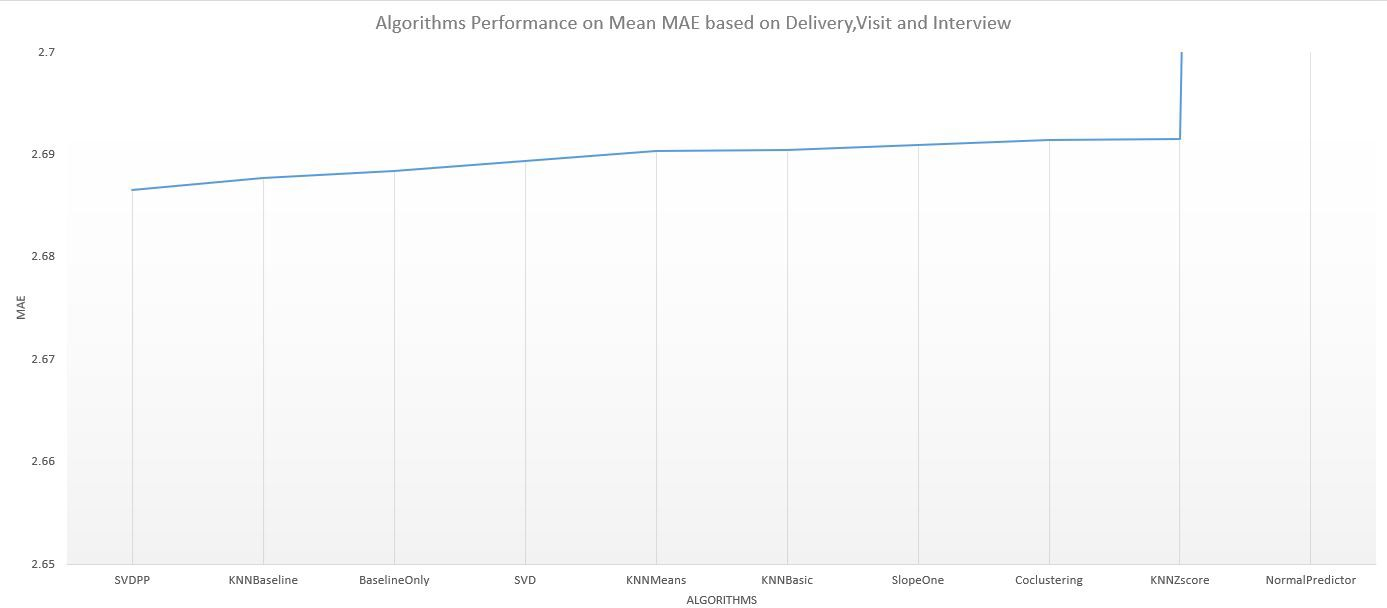 Algorithms Performance on Mean MAE based on Delivery,Visit and Interview
2.7
2.69
2.68
2.67
2.66
2.65
MAE
SVDPP KNNBaseline BaselineOnly SVD KNNMeans KNNBasic SlopeOne Coclustering KNNZscore NormalPredictor
ALGORITHMS